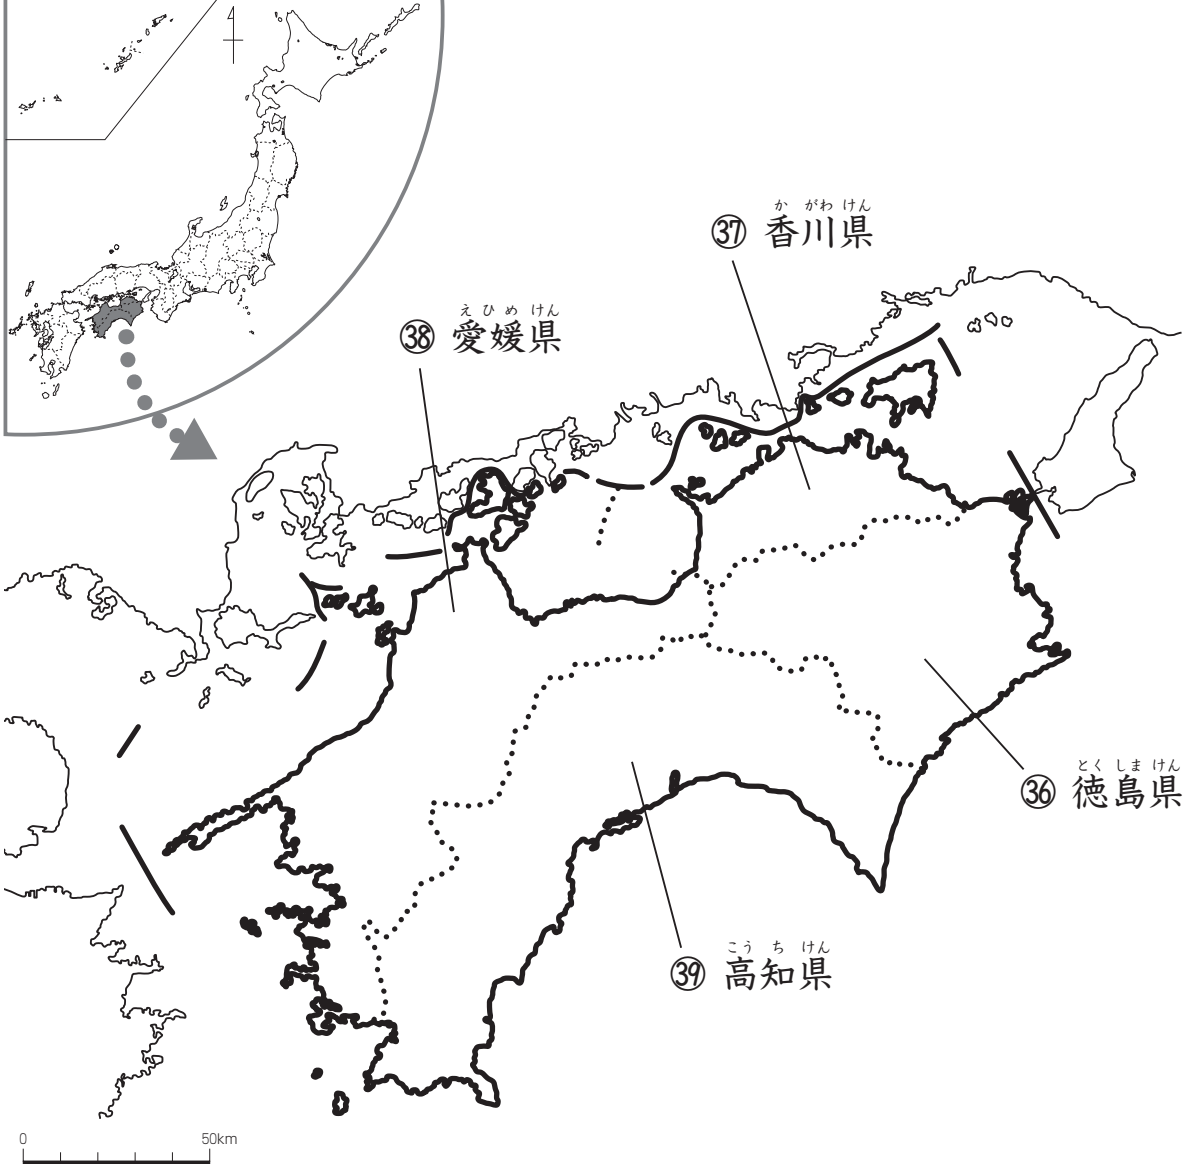 か がわ けん
㊲ 香川県
え ひ め けん
㊳ 愛媛県
とく しま けん
㊱ 徳島県
こう ち けん
㊴ 高知県
0 50km